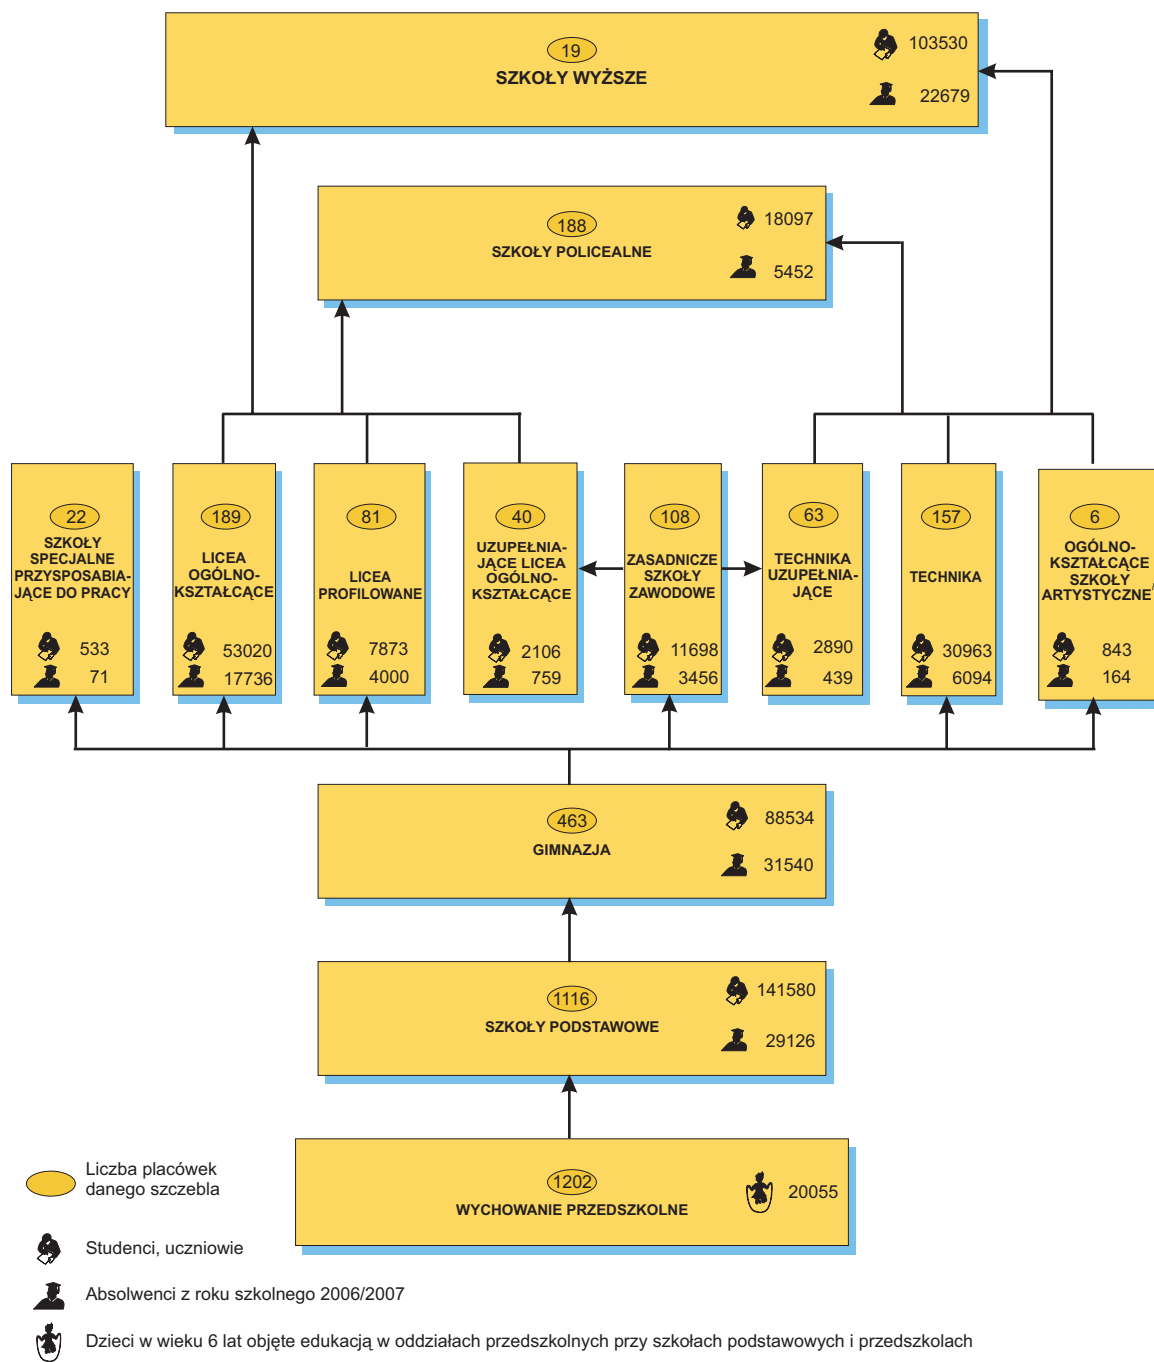 19
SZKOŁY WYŻSZE
103530
22679
188
SZKOŁY POLICEALNE
18097
5452
22
SZKOŁY
SPECJALNE
PRZYSPOSABIA-
JĄCE DO PRACY
533
71
189
LICEA
OGÓLNO-
KSZTAŁCĄCE
53020
17736
81
LICEA
PROFILOWANE
7873
4000
40
UZUPEŁNIA-
JĄCE LICEA
OGÓLNO-
KSZTAŁCĄCE
2106
759
108
ZASADNICZE
SZKOŁY
ZAWODOWE
11698
3456
63
TECHNIKA
UZUPEŁNIA-
JĄCE
2890
439
157
TECHNIKA
30963
6094
6
OGÓLNO-
KSZTAŁCĄCE
SZKOŁY
ARTYSTYCZNE
843
164
463
GIMNAZJA
88534
31540
1116
SZKOŁY PODSTAWOWE
141580
29126
1202
WYCHOWANIE PRZEDSZKOLNE
20055
Liczba placówek
danego szczebla
Studenci, uczniowie
Absolwenci z roku szkolnego 2006/2007
Dzieci w wieku 6 lat objęte edukacją w oddziałach przedszkolnych przy szkołach podstawowych i przedszkolach